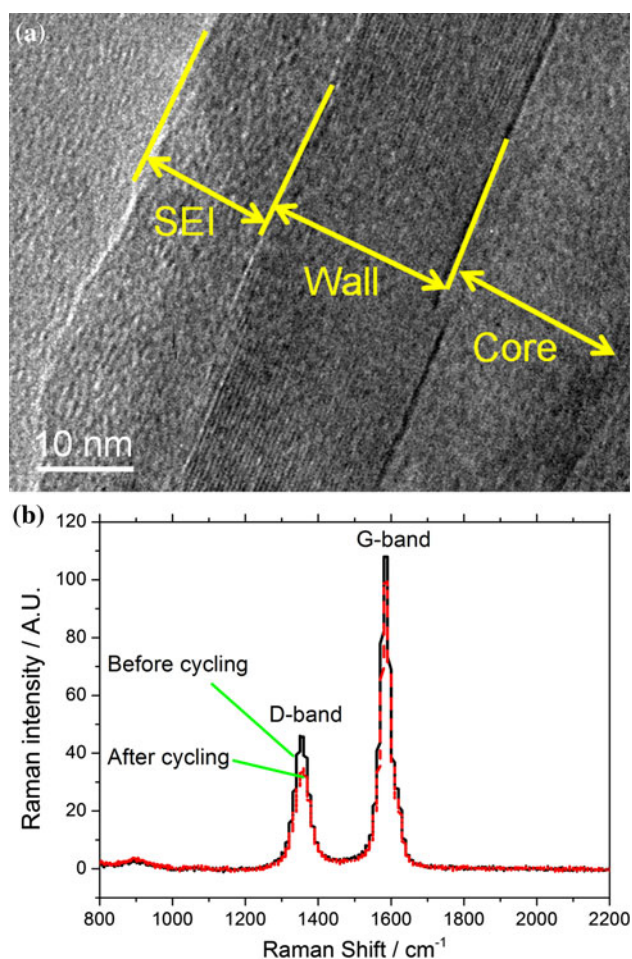 (a)
SEI
Wall
Core
10 nm
(b)
120
100
80
60
40
20
0
Raman intensity / A.U.
G-band
Before cycling
D-band
After cycling
800 1000 1200 1400 1600 1800 2000 2200
Raman Shift / cm⁻¹